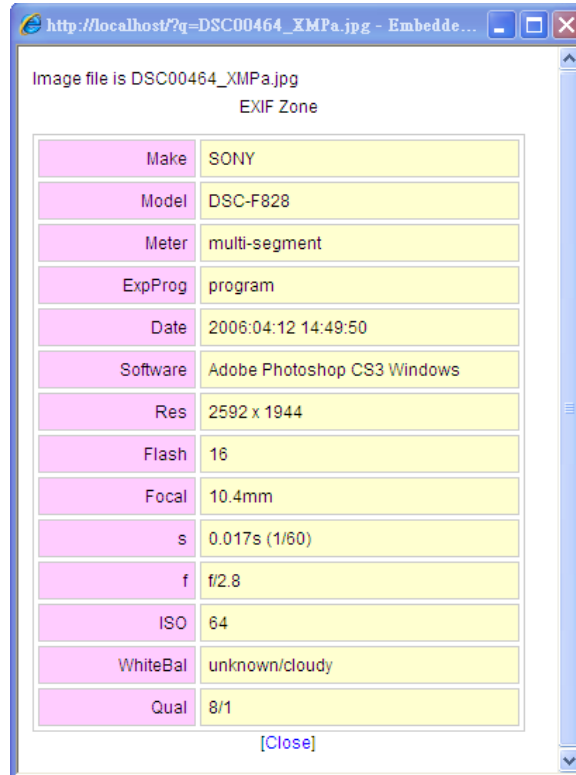 http://localhost/?q=DSC00464_XMPa.jpg - Embedde...
Image file is DSC00464_XMPa.jpg
EXIF Zone
Make SONY
Model DSC-F828
Meter multi-segment
ExpProg program
Date 2006:04:12 14:49:50
Software Adobe Photoshop CS3 Windows
Res 2592 x 1944
Flash 16
Focal 10.4mm
s 0.017s (1/60)
f f/2.8
ISO 64
WhiteBal unknown/cloudy
Qual 8/1
[Close]